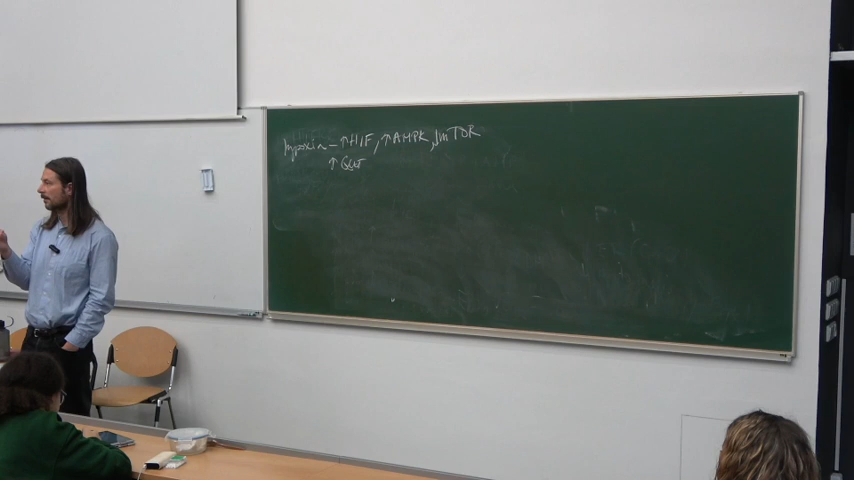 hypoxia – ↑HIF, ↑AMPK, ↓mTOR
↑ GLUT